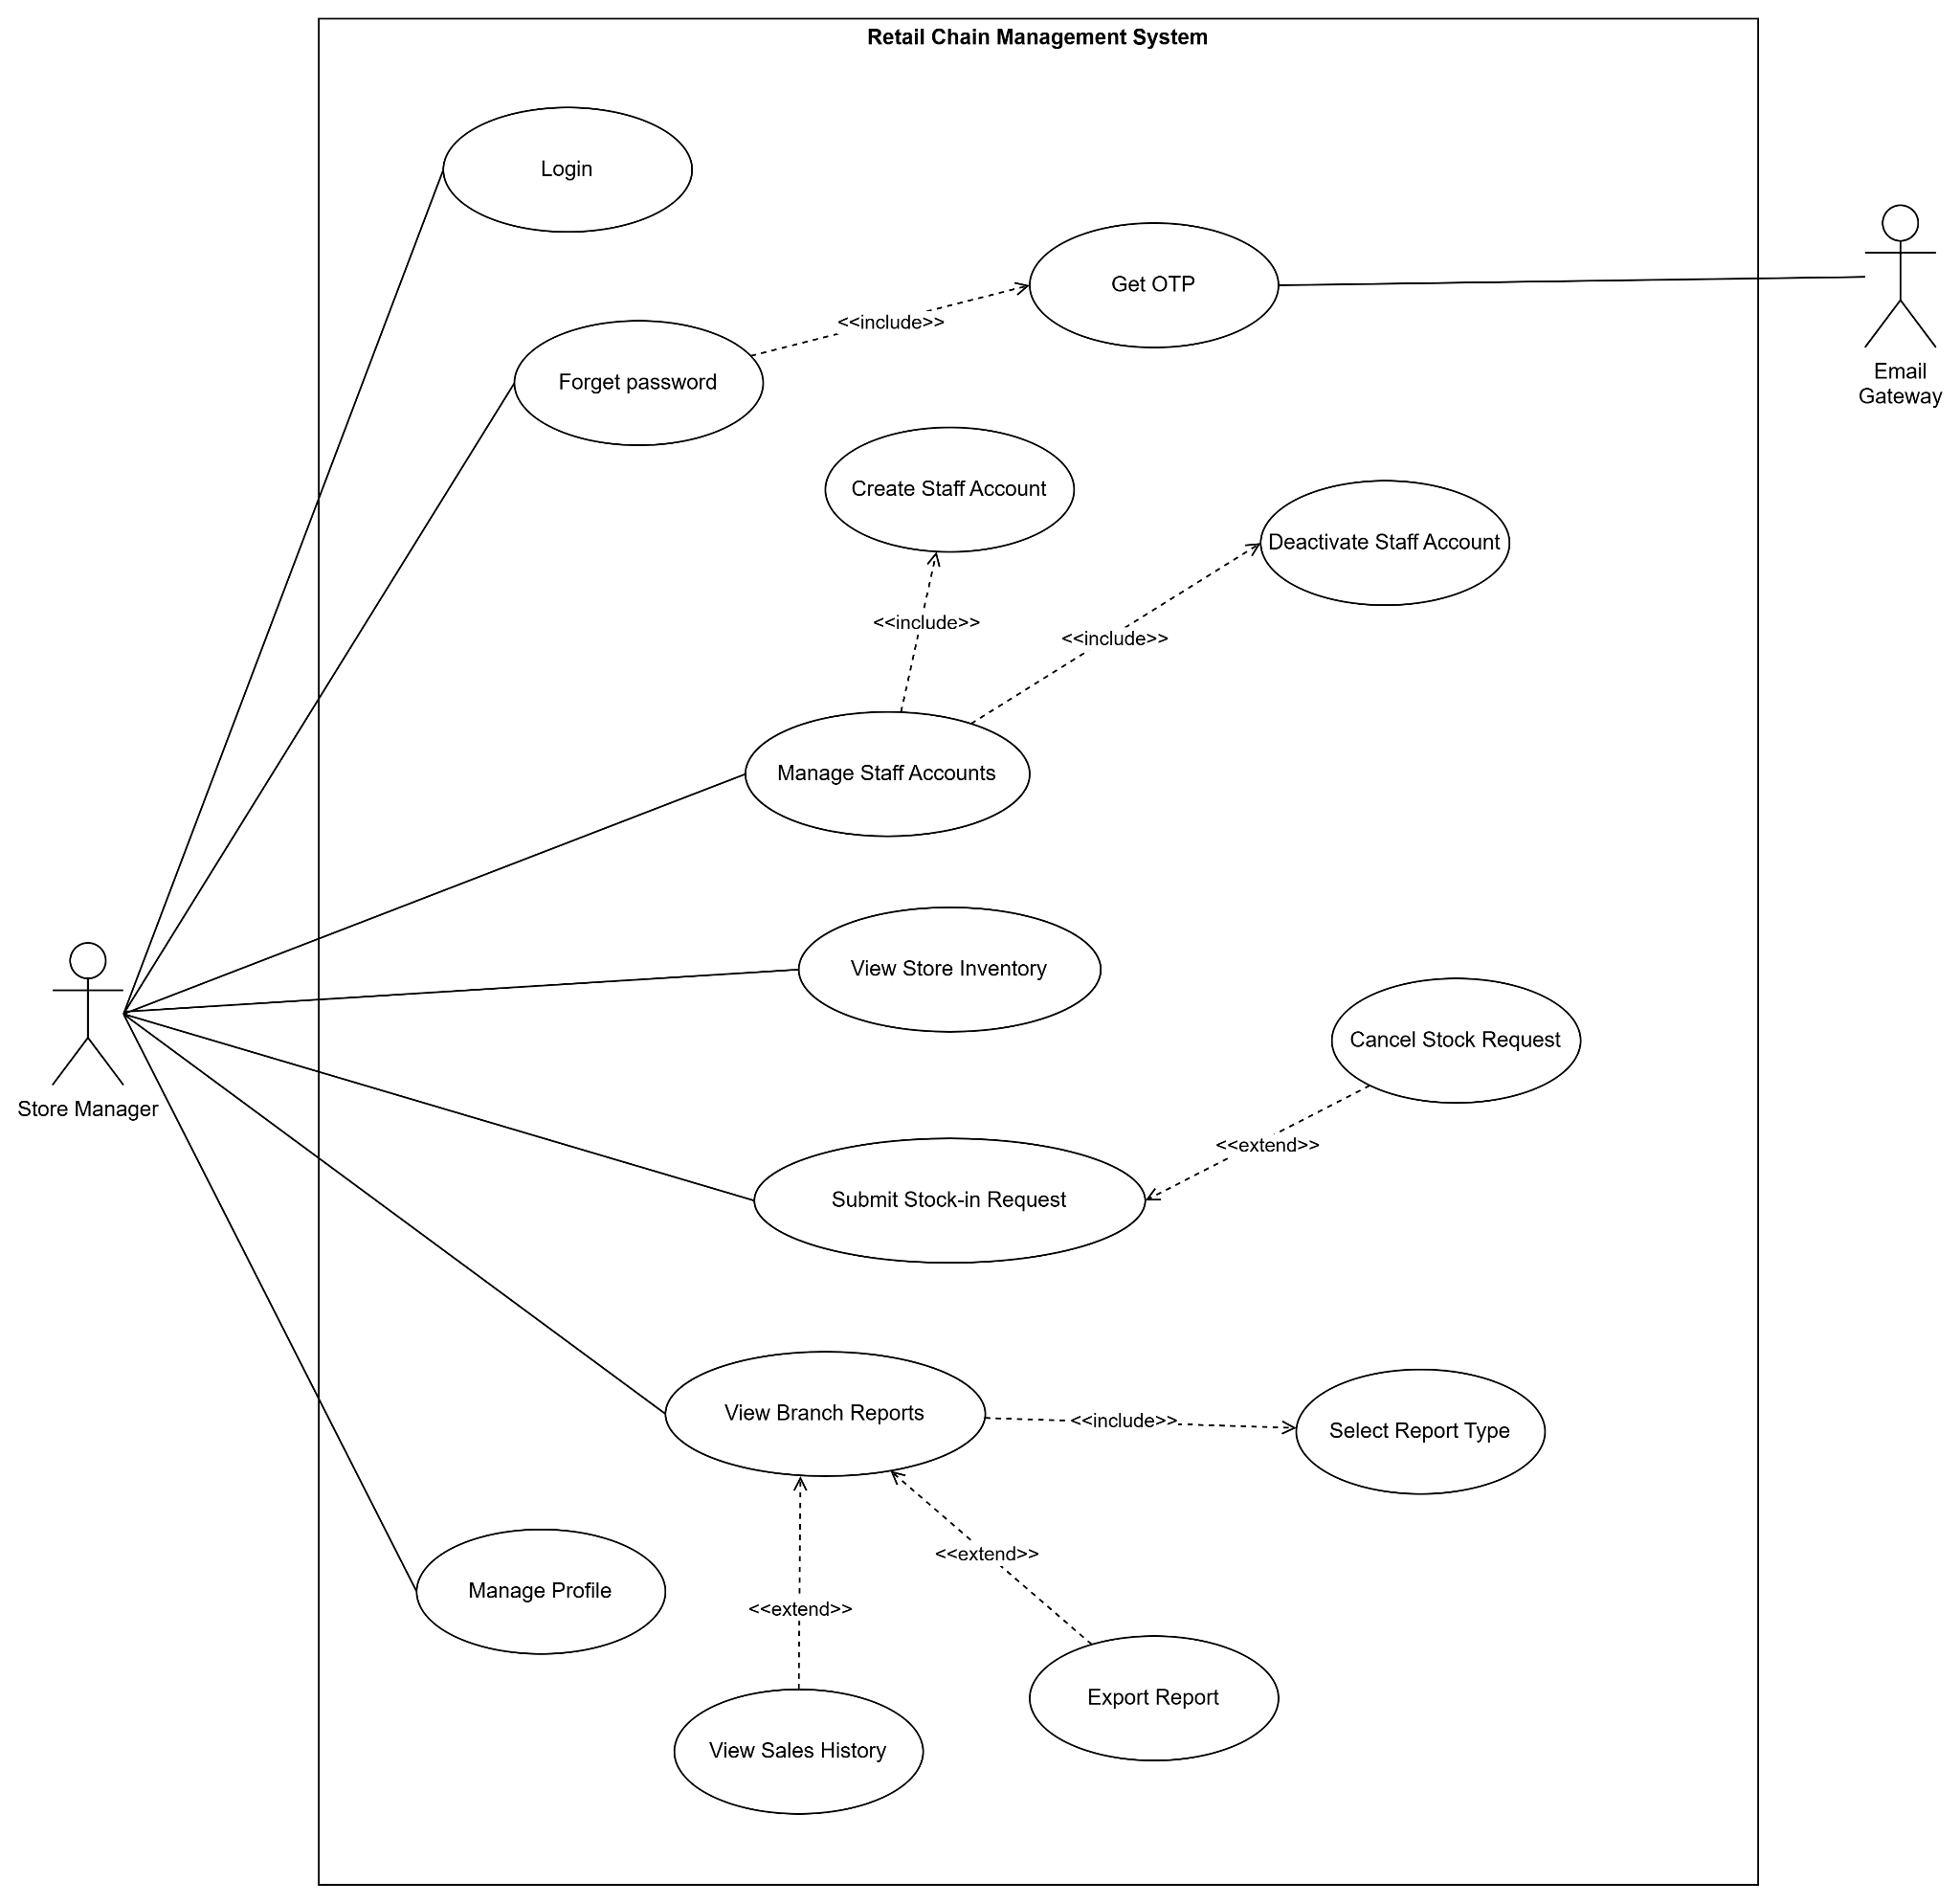 Retail Chain Management System
Login
Get OTP
<<include>>
Email
Gateway
Forget password
Create Staff Account
Deactivate Staff Account
<<include>>
<<include>>
Manage Staff Accounts
View Store Inventory
Cancel Stock Request
Store Manager
<<extend>>
Submit Stock-in Request
View Branch Reports
<<include>>
Select Report Type
<<extend>>
Manage Profile
<<extend>>
Export Report
View Sales History